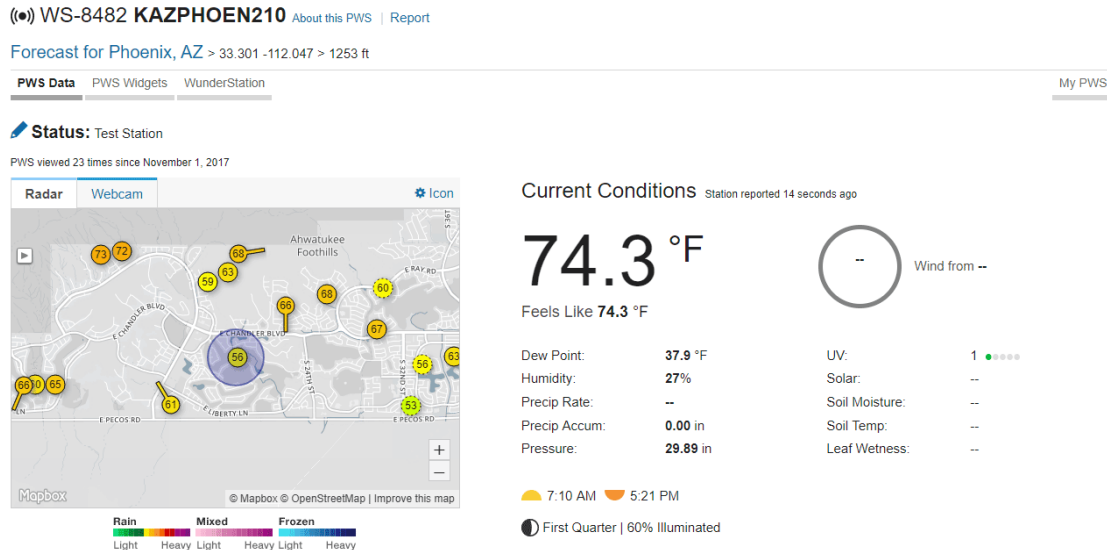 WS-8482 KAZPHOEN210 About this PWS | Report
Forecast for Phoenix, AZ > 33.301 -112.047 > 1253 ft
PWS Data PWS Widgets WunderStation My PWS
Status: Test Station
PWS viewed 23 times since November 1, 2017
Radar Webcam Icon
Current Conditions Station reported 14 seconds ago
74.3 °F
Feels Like 74.3 °F
--
Wind from --
Dew Point: 37.9 °F
Humidity: 27%
Precip Rate: --
Precip Accum: 0.00 in
Pressure: 29.89 in
UV: 1
Solar: --
Soil Moisture: --
Soil Temp: --
Leaf Wetness: --
7:10 AM 5:21 PM
First Quarter | 60% Illuminated
S 36T
Ahwatukee
Foothills
73 72 68
63
59
E RAY RD
60
68
66
E CHANDLER BLVD
E CHANDLER BLVD
67
56
63
56
S 24TH ST
S 32ND ST
66 60 65
61
53
LN
E LIBERTY LN
E PECOS RD
E PECOS RD
+
−
Mapbox
© Mapbox © OpenStreetMap | Improve this map
Rain Mixed Frozen
Light Heavy Light Heavy Light Heavy